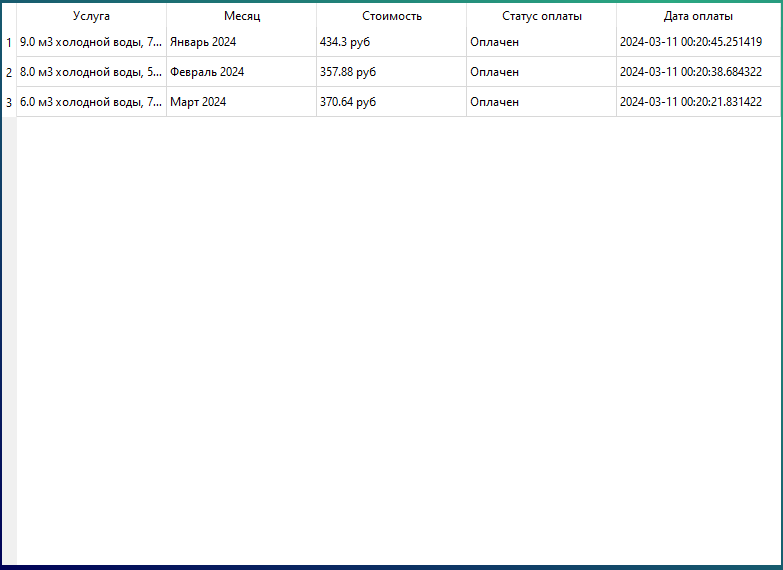 Услуга Месяц Стоимость Статус оплаты Дата оплаты
1 9.0 м3 холодной воды, 7... Январь 2024 434.3 руб Оплачен 2024-03-11 00:20:45.251419
2 8.0 м3 холодной воды, 5... Февраль 2024 357.88 руб Оплачен 2024-03-11 00:20:38.684322
3 6.0 м3 холодной воды, 7... Март 2024 370.64 руб Оплачен 2024-03-11 00:20:21.831422